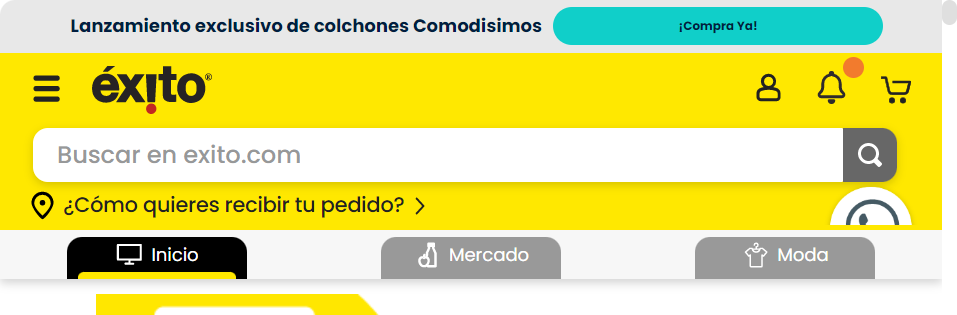 Lanzamiento exclusivo de colchones Comodisimos
¡Compra Ya!
éxito®
Buscar en exito.com
¿Cómo quieres recibir tu pedido?
Inicio
Mercado
Moda